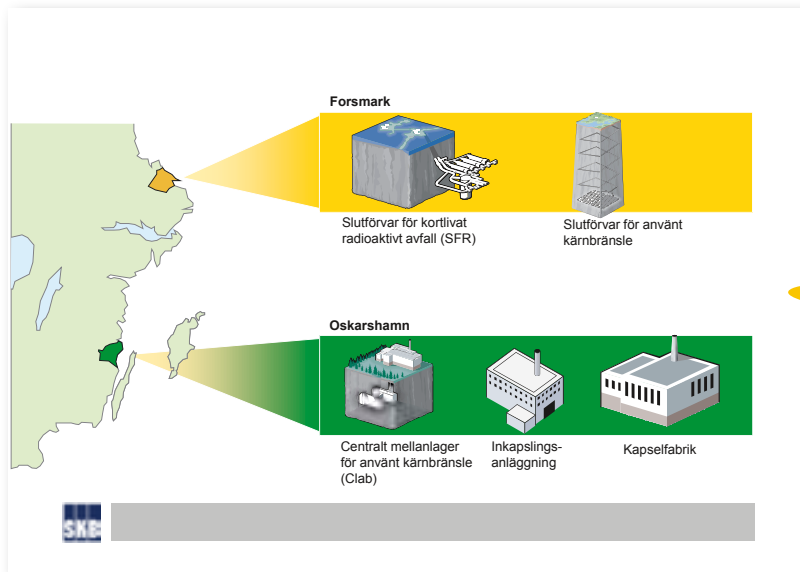 Forsmark
Slutförvar för kortlivat
radioaktivt avfall (SFR)
Slutförvar för använt
kärnbränsle
Oskarshamn
Centralt mellanlager
för använt kärnbränsle
(Clab)
Inkapslings-
anläggning
Kapselfabrik
SKB